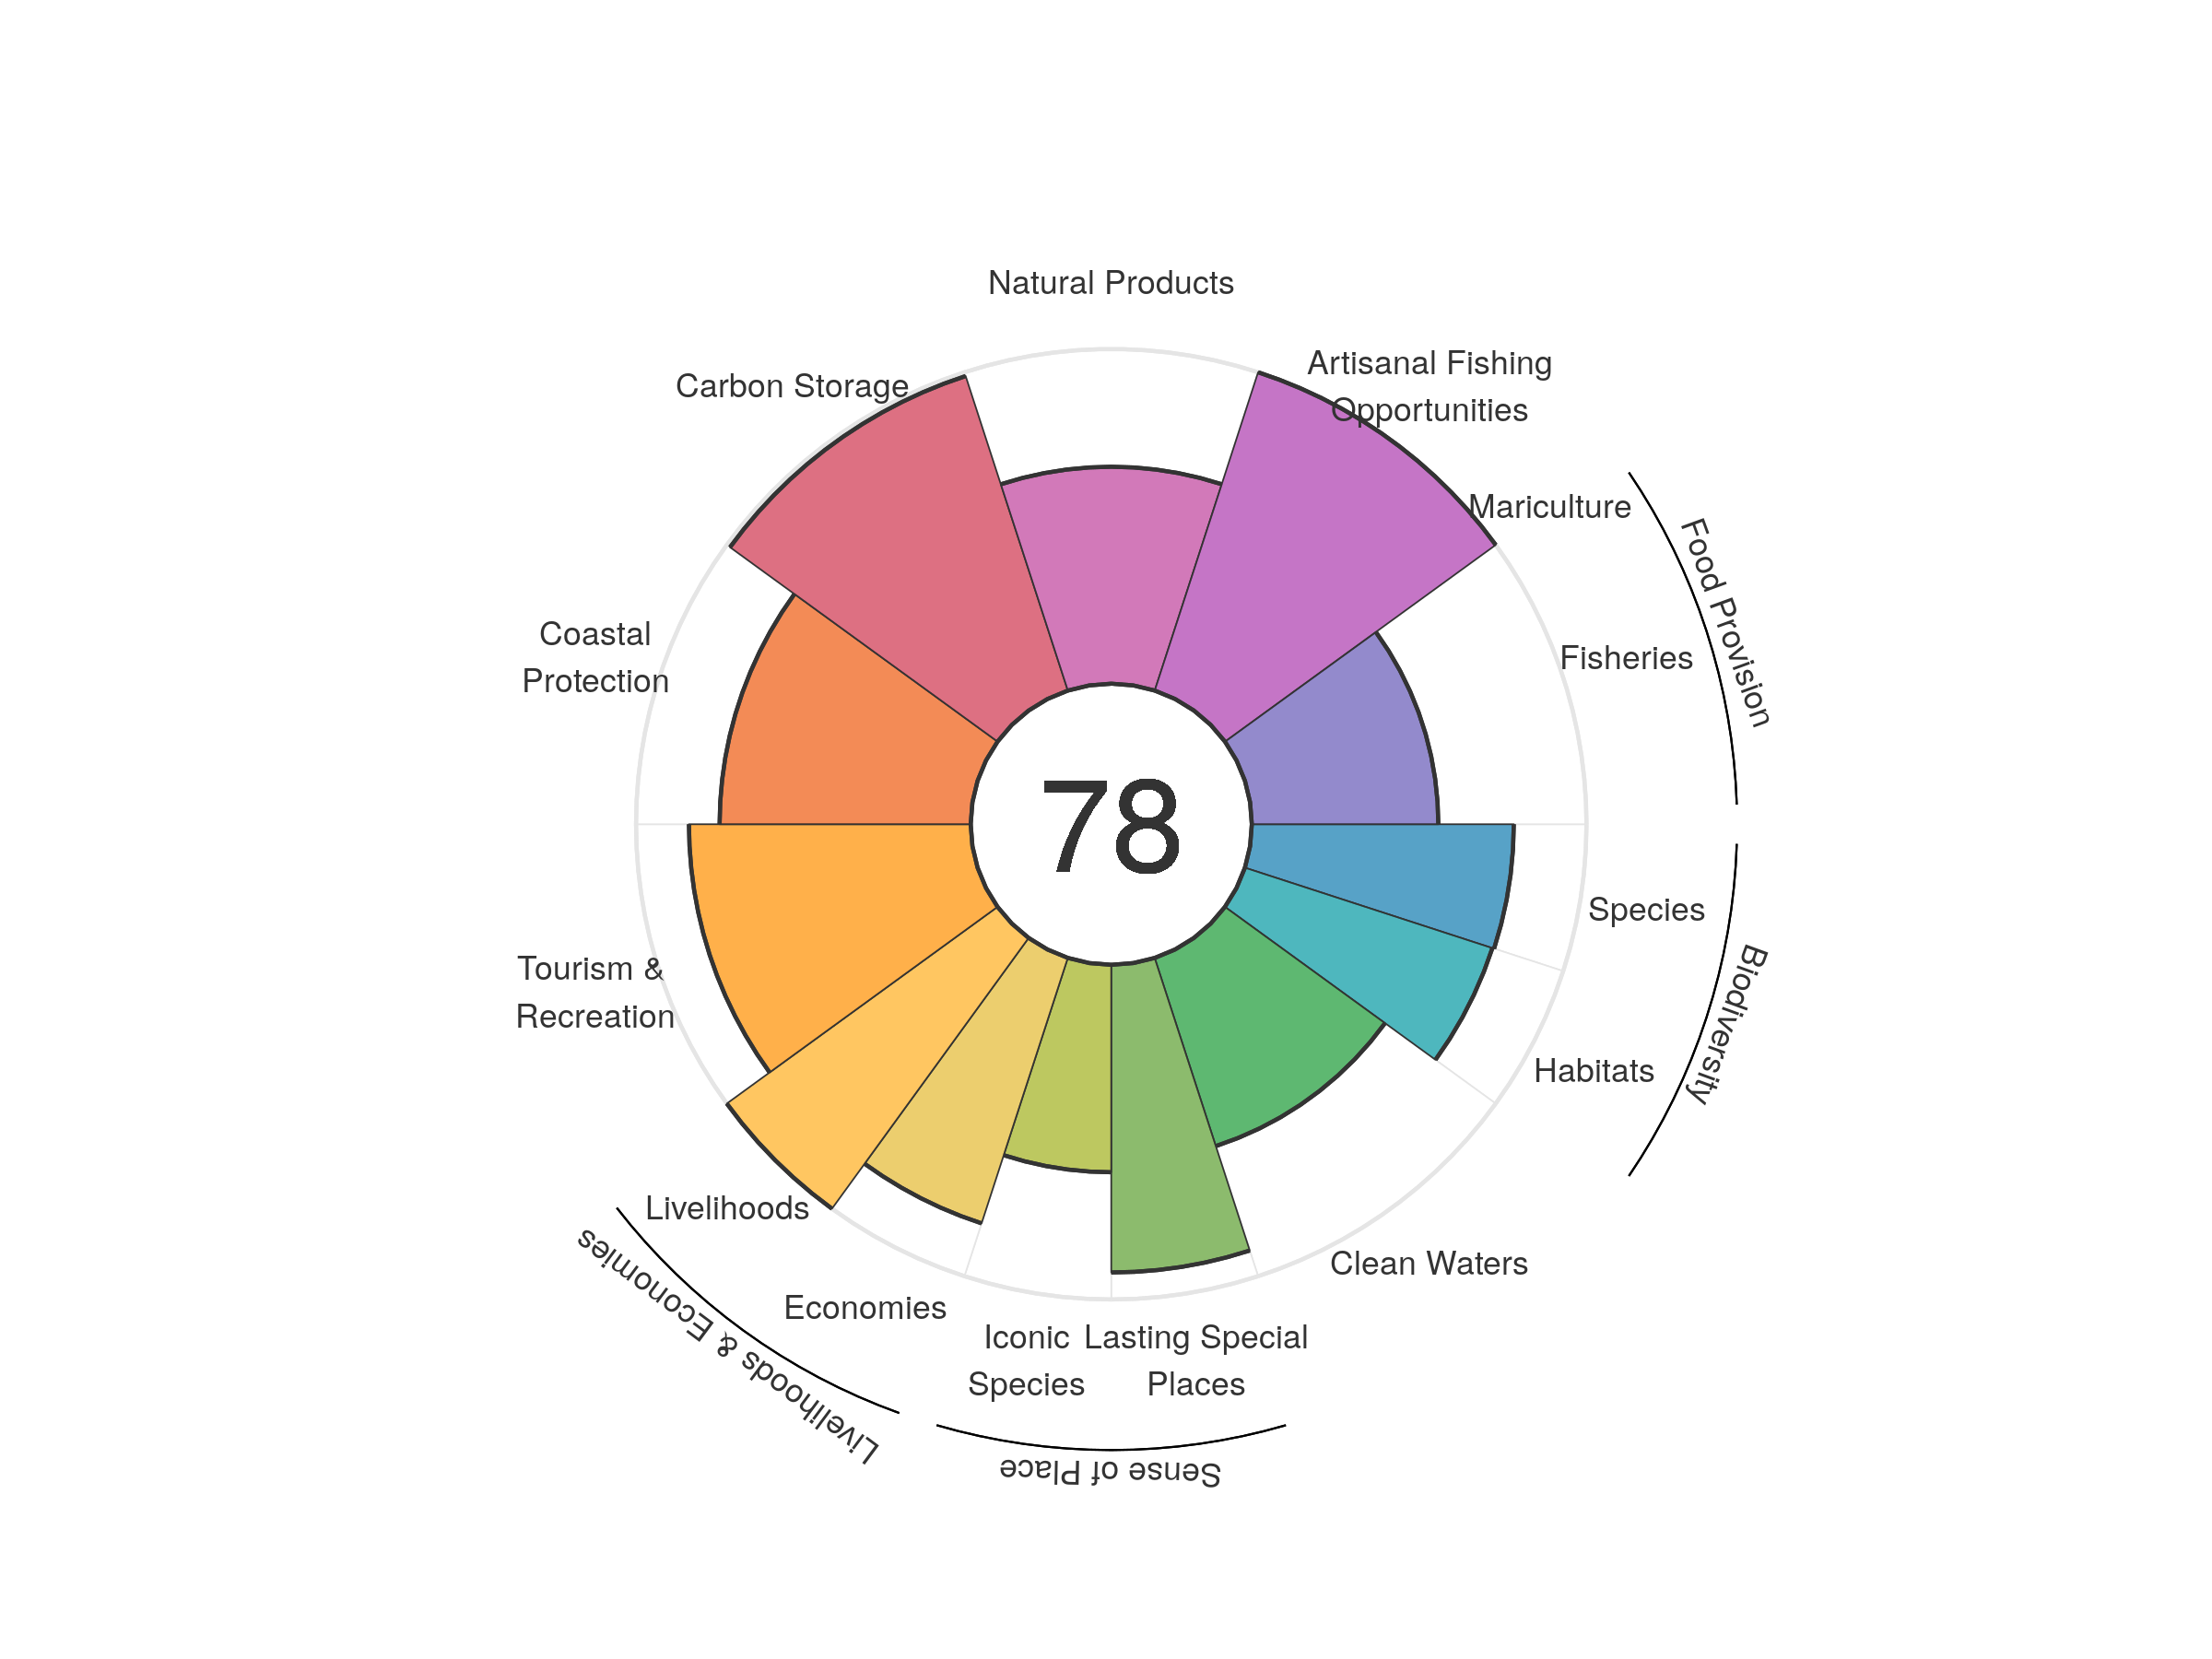 Natural Products
Artisanal Fishing
Opportunities
Carbon Storage
Mariculture
Food Provision
Fisheries
Coastal
Protection
78
Species
Biodiversity
Tourism &
Recreation
Habitats
Livelihoods
Clean Waters
Economies
Livelihoods & Economies
Iconic
Species
Lasting Special
Places
Sense of Place